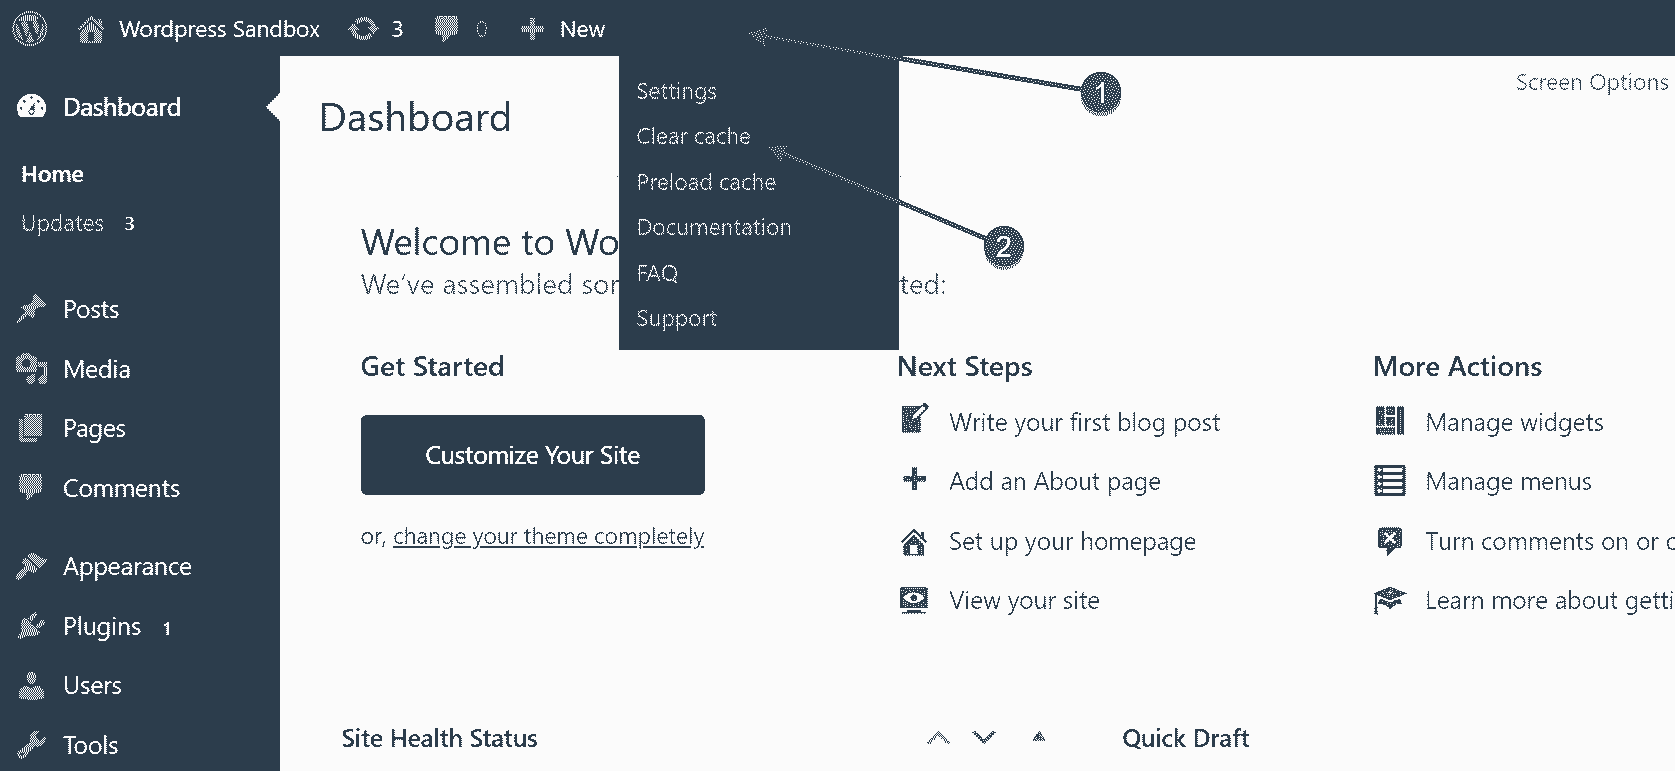 Wordpress Sandbox 3 0 New
1
Settings
Clear cache
Preload cache
Documentation
FAQ
Support
2
Screen Options
Dashboard
Home
Updates 3
Posts
Media
Pages
Comments
Appearance
Plugins 1
Users
Tools
Dashboard
Welcome to Wo
We've assembled sor ted:
Get Started
Customize Your Site
or, change your theme completely
Next Steps
Write your first blog post
Add an About page
Set up your homepage
View your site
More Actions
Manage widgets
Manage menus
Turn comments on or
Learn more about getti
Site Health Status
Quick Draft